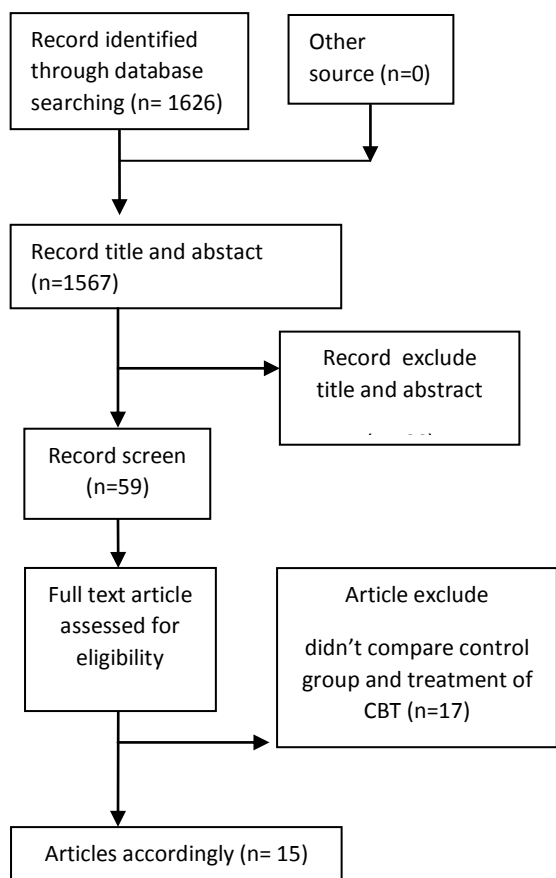 Record identified
through database
searching (n= 1626)
Other
source (n=0)
Record title and abstact
(n=1567)
Record  exclude
title and abstract
Record screen
(n=59)
Full text article
assessed for
eligibility
Article exclude
didn’t compare control
group and treatment of
CBT (n=17)
Articles accordingly (n= 15)